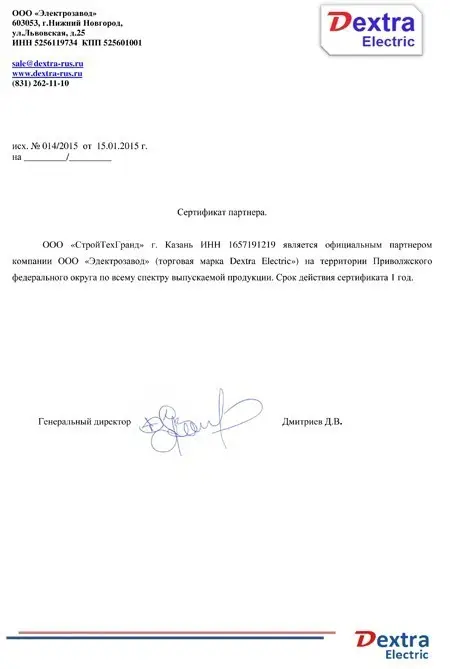 ООО «Электрозавод»
603053, г.Нижний Новгород,
ул.Львовская, д.25
ИНН 5256119734 КПП 525601001
Dextra
Electric
sale@dextra-rus.ru
www.dextra-rus.ru
(831) 262-11-10
исх. № 014/2015 от 15.01.2015 г.
на _________/_________
Сертификат партнера.
ООО «СтройТехГранд» г. Казань ИНН 1657191219 является официальным партнером
компании ООО «Эдектрозавод» (торговая марка Dextra Electric») на территории Приволжского
федерального округа по всему спектру выпускаемой продукции. Срок действия сертификата 1 год.
Генеральный директор
Дмитриев Д.В.
Dextra
Electric